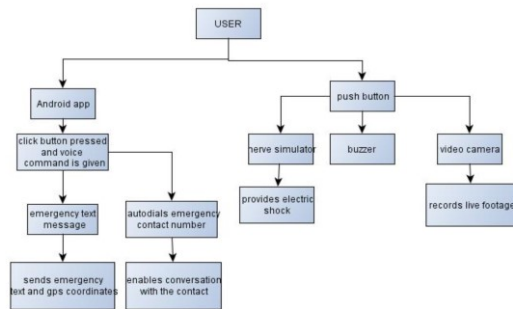 USER
Android app
push button
click button pressed
and voice
command is given
nerve simulator
buzzer
video camera
provides electric
shock
records live footage
emergency text
message
autodials emergency
contact number
sends emergency
text and gps coordinates
enables conversation
with the contact